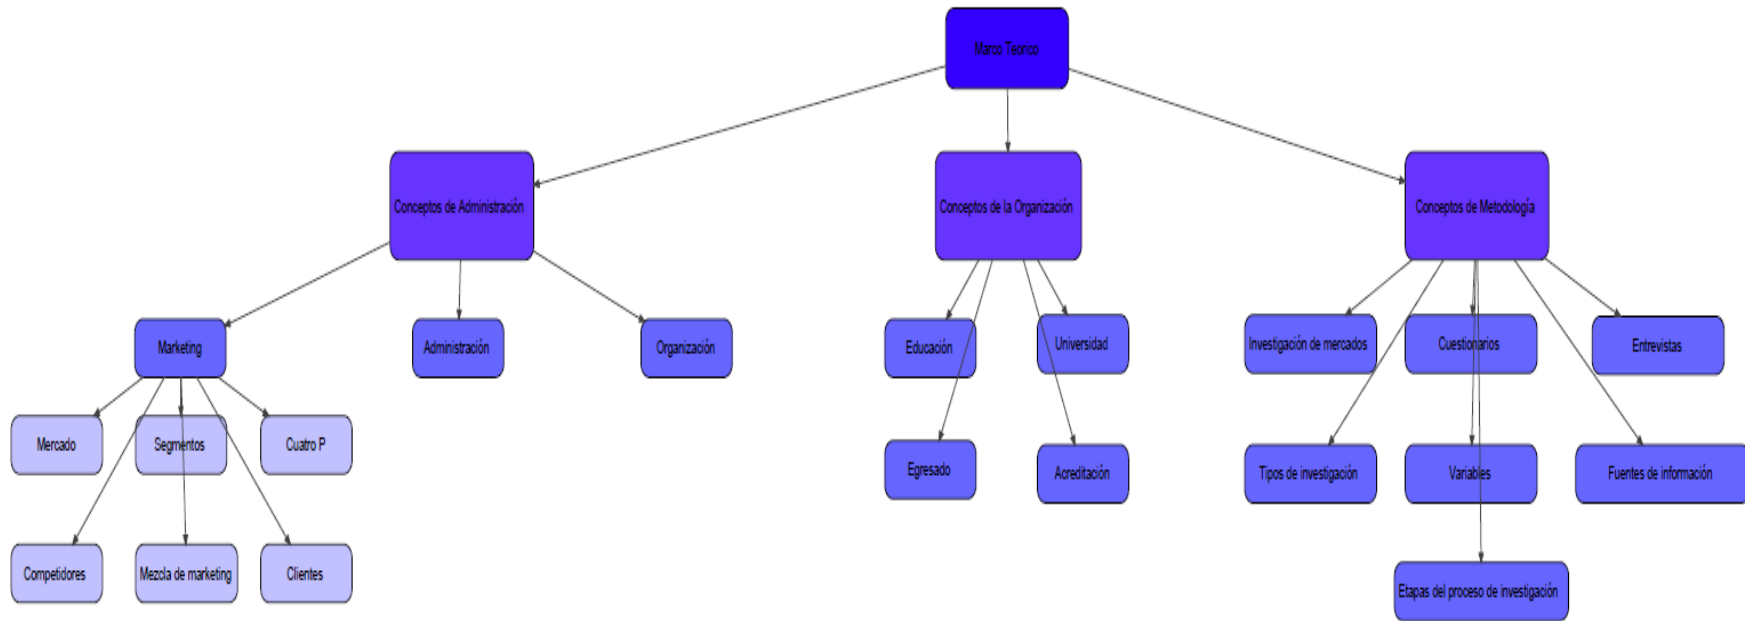 Marco Teorico
Conceptos de Administración
Conceptos de la Organización
Conceptos de Metodología
Marketing
Administración
Organización
Educación
Universidad
Investigación de mercados
Cuestionarios
Entrevistas
Mercado
Segmentos
Cuatro P
Egresado
Acreditación
Tipos de investigación
Variables
Fuentes de información
Competidores
Mezcla de marketing
Clientes
Etapas del proceso de investigación